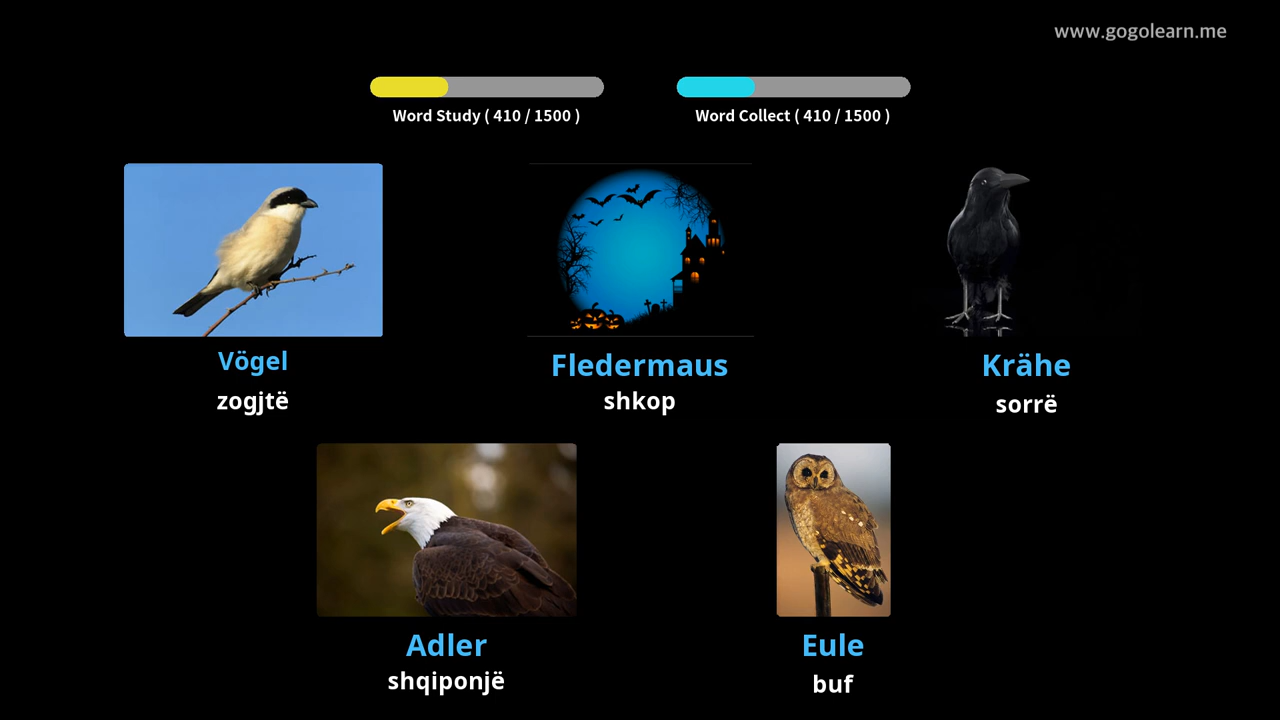 www.gogolearn.me
Word Study ( 410 / 1500 )
Word Collect ( 410 / 1500 )
Vögel
zogjtë
Fledermaus
shkop
Krähe
sorrë
Adler
shqiponjë
Eule
buf